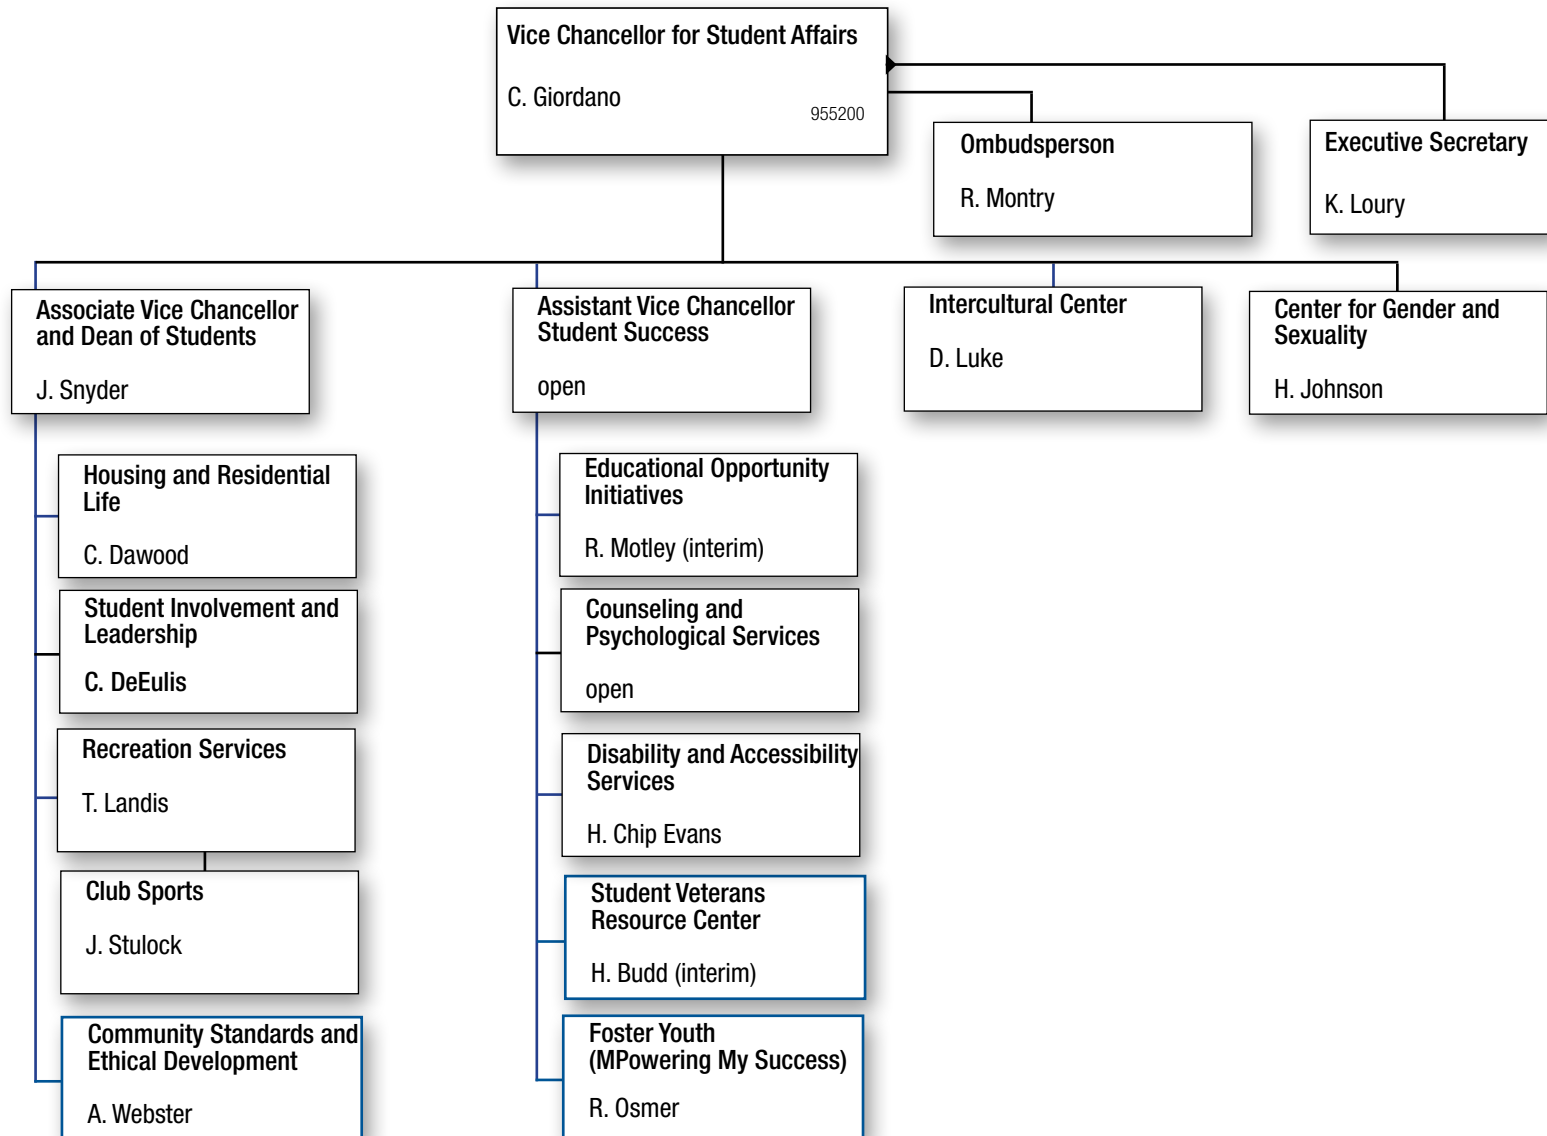 Vice Chancellor for Student Affairs
C. Giordano
955200
Ombudsperson
R. Montry
Executive Secretary
K. Loury
Associate Vice Chancellor
and Dean of Students
J. Snyder
Assistant Vice Chancellor
Student Success
open
Intercultural Center
D. Luke
Center for Gender and
Sexuality
H. Johnson
Housing and Residential
Life
C. Dawood
Student Involvement and
Leadership
C. DeEulis
Recreation Services
T. Landis
Club Sports
J. Stulock
Community Standards and
Ethical Development
A. Webster
Educational Opportunity
Initiatives
R. Motley (interim)
Counseling and
Psychological Services
open
Disability and Accessibility
Services
H. Chip Evans
Student Veterans
Resource Center
H. Budd (interim)
Foster Youth
(MPowering My Success)
R. Osmer